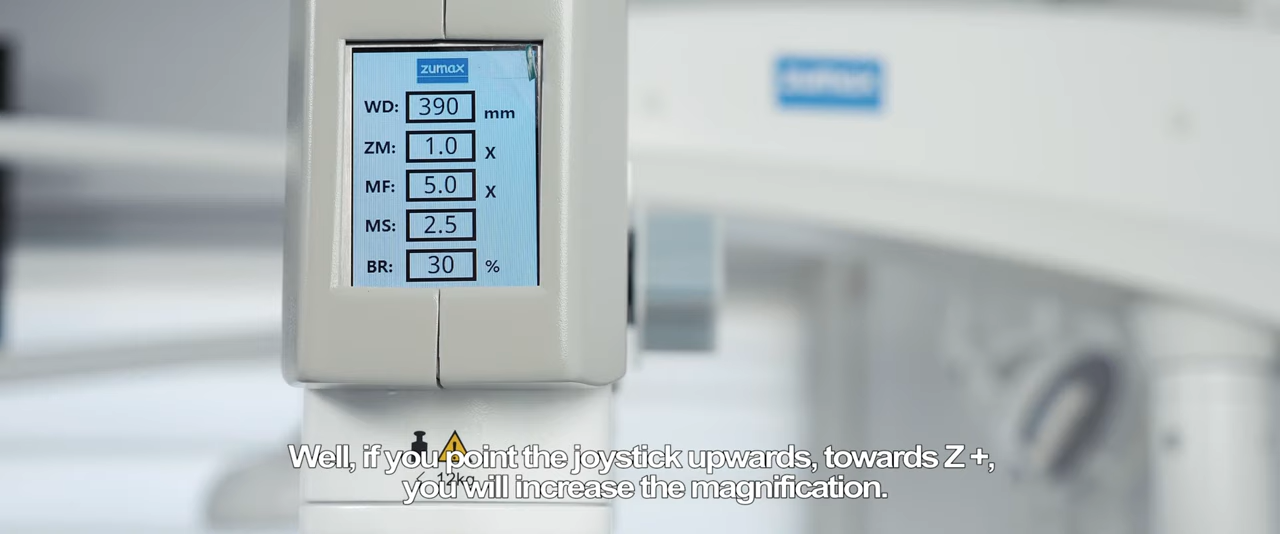 zumax
zumax
WD: 390 mm
ZM: 1.0 X
MF: 5.0 X
MS: 2.5
BR: 30 %
12kg
Well, if you point the joystick upwards, towards Z +,
you will increase the magnification.